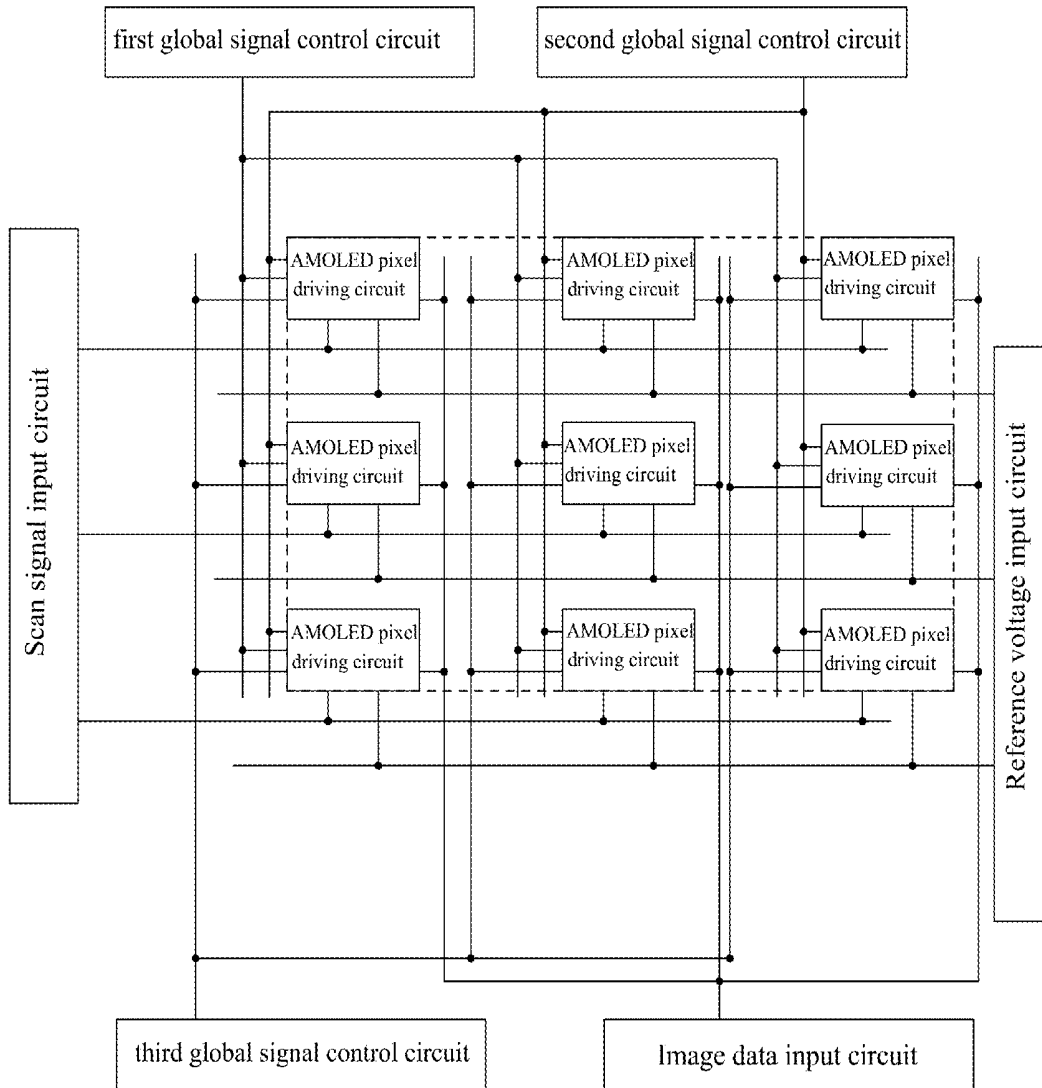 first global signal control circuit
second global signal control circuit
Scan signal input circuit
AMOLED pixel
driving circuit
AMOLED pixel
driving circuit
AMOLED pixel
driving circuit
AMOLED pixel
driving circuit
AMOLED pixel
driving circuit
AMOLED pixel
driving circuit
AMOLED pixel
driving circuit
AMOLED pixel
driving circuit
AMOLED pixel
driving circuit
Reference voltage input circuit
third global signal control circuit
Image data input circuit